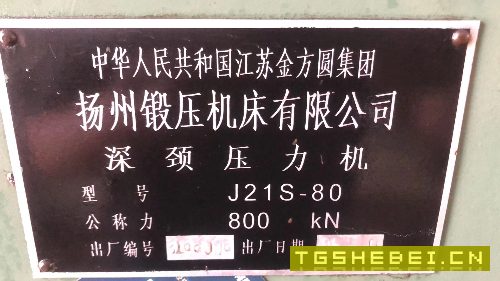 中华人民共和国江苏金方圆集团
扬州锻压机床有限公司
深颈压力机
型号 J21S-80
公称力 800 kN
出厂编号 出厂日期
TGSHEBEI.CN